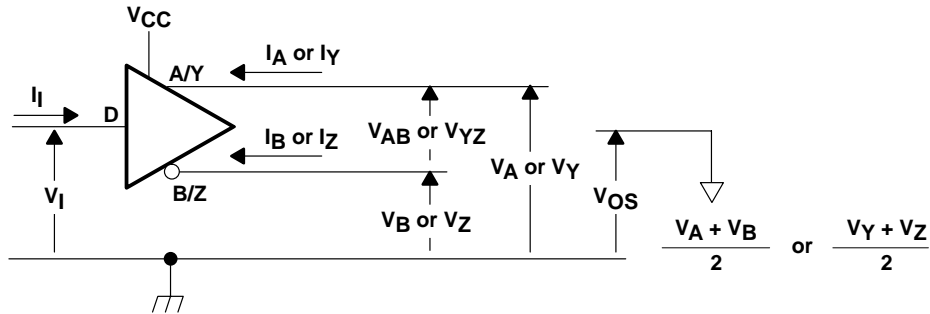 VCC
IA or IY
A/Y
II
D
IB or IZ
VAB or VYZ
VA or VY
VI
B/Z
VB or VZ
VOS
VA + VB
2
or
VY + VZ
2